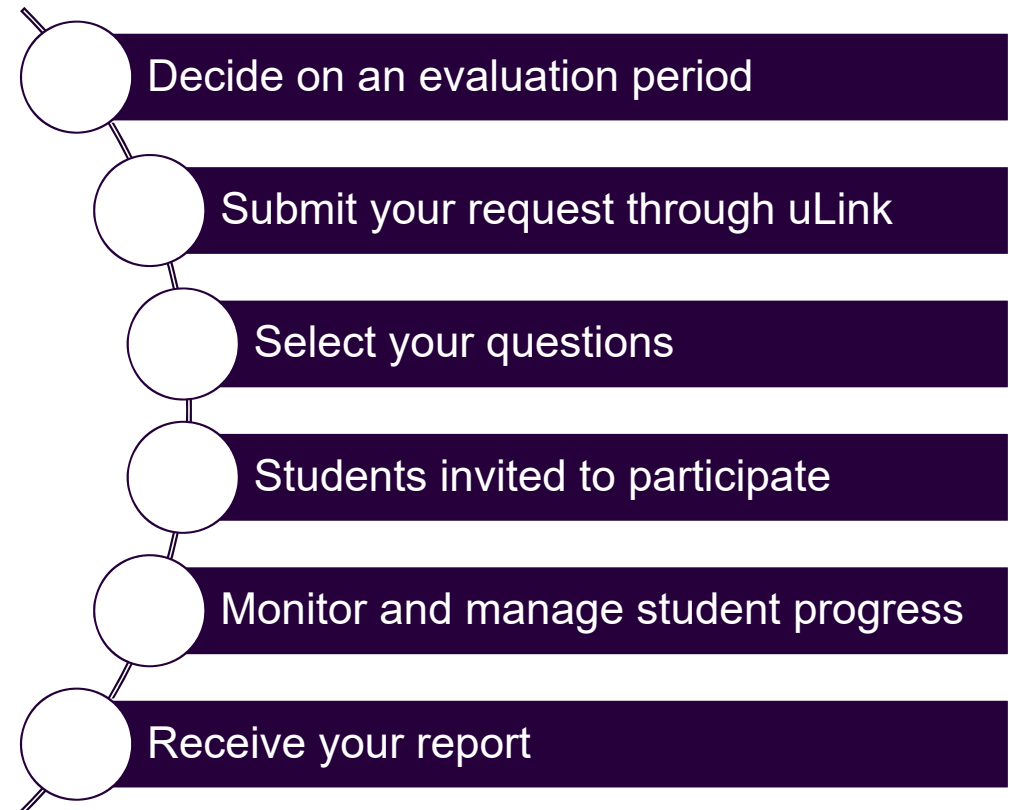 Decide on an evaluation period
Submit your request through uLink
Select your questions
Students invited to participate
Monitor and manage student progress
Receive your report